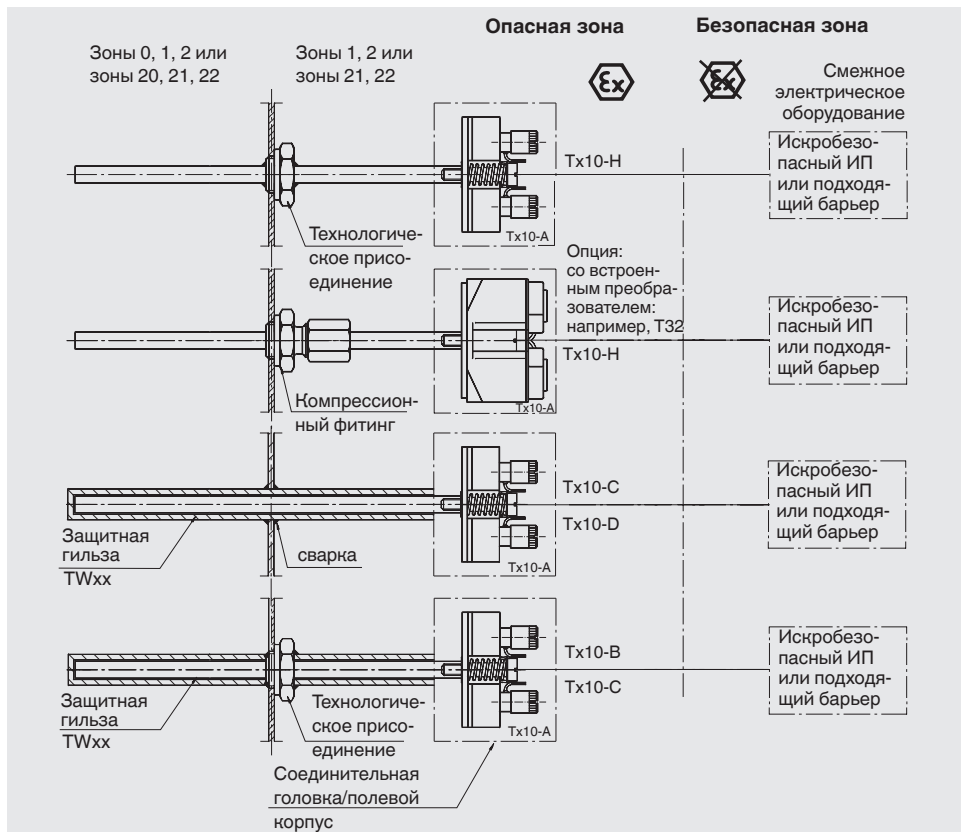 Опасная зона
Безопасная зона
Зоны 0, 1, 2 или
зоны 20, 21, 22
Зоны 1, 2 или
зоны 21, 22
Ex
Ex
Смежное
электрическое
оборудование
Tx10-H
Tx10-A
Искробезо-
пасный ИП
или подходя-
щий барьер
Технологиче-
ское присо-
единение
Опция:
со встроен-
ным преобра-
зователем:
например, T32
Tx10-H
Tx10-A
Искробезо-
пасный ИП
или подходя-
щий барьер
Компрессион-
ный фитинг
Tx10-C
Tx10-D
Tx10-A
Искробезо-
пасный ИП
или подходя-
щий барьер
Защитная
гильза
TWxx
сварка
Tx10-B
Tx10-C
Tx10-A
Искробезо-
пасный ИП
или подходя-
щий барьер
Защитная
гильза
TWxx
Технологиче-
ское присо-
единение
Соединительная
головка/полевой
корпус